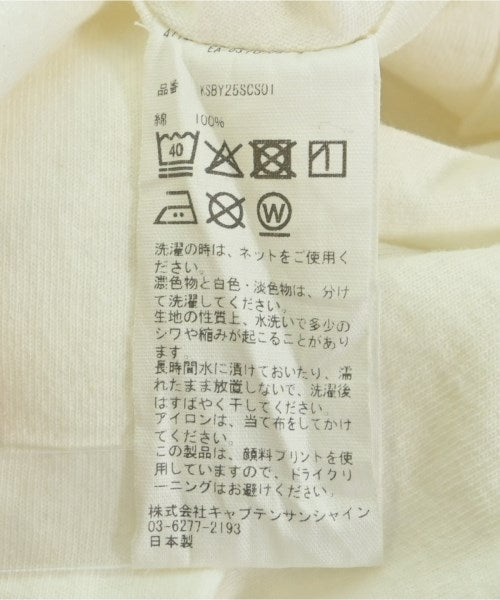 品番 KSBY25SCS01
綿 100%
40
W
洗濯の時は、ネットをご使用く
ださい。
濃色物と白色・淡色物は、分け
て洗濯してください。
生地の性質上、水洗いで多少の
シワや縮みが起こることがあり
ます。
長時間水に漬けておいたり、濡
れたまま放置しないで、洗濯後
はすばやく干してください。
アイロンは、当て布をしてかけ
てください。
この製品は、顔料プリントを使
用していますので、ドライクリ
ーニングはお避けください。
株式会社キャプテンサンシャイン
03-6277-2193
日本製